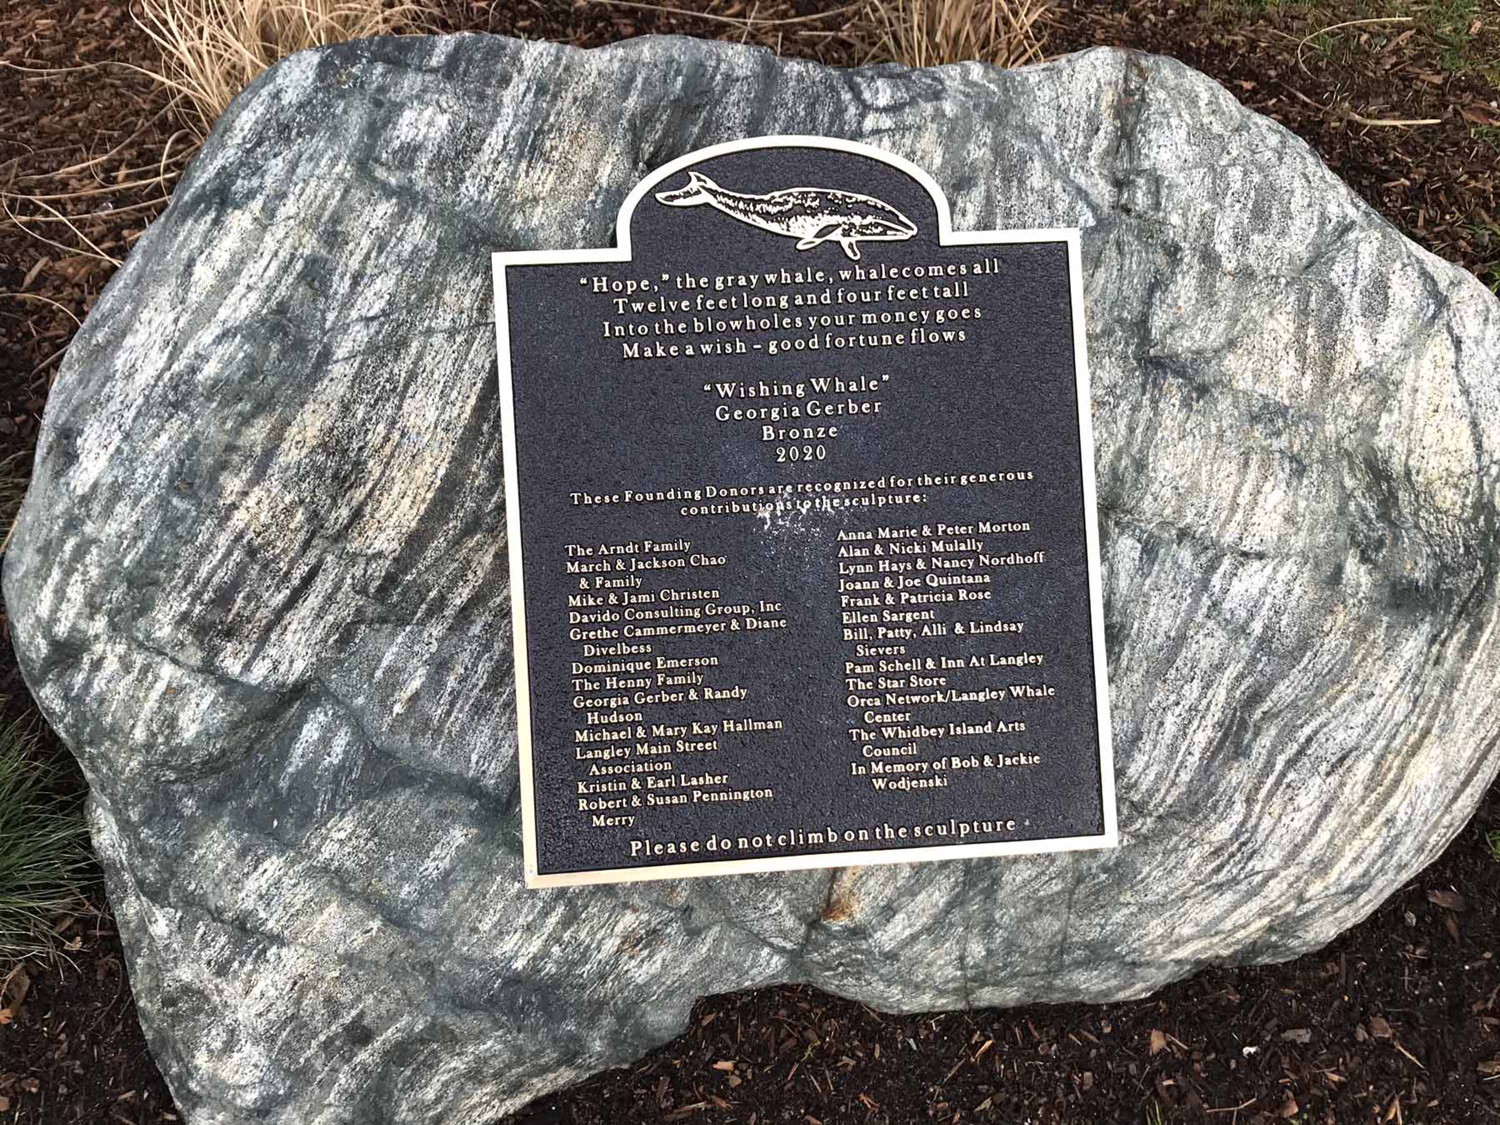 “Hope,” the gray whale, whalecomes all
Twelve feet long and four feet tall
Into the blowholes your money goes
Make a wish – good fortune flows
“Wishing Whale”
Georgia Gerber
Bronze
2020
These Founding Donors are recognized for their generous
contributions to the sculpture:
The Arndt Family
March & Jackson Chao
& Family
Mike & Jami Christen
Davido Consulting Group, Inc
Grethe Cammermeyer & Diane
Divelbess
Dominique Emerson
The Henny Family
Georgia Gerber & Randy
Hudson
Michael & Mary Kay Hallman
Langley Main Street
Association
Kristin & Earl Lasher
Robert & Susan Pennington
Merry
Anna Marie & Peter Morton
Alan & Nicki Mulally
Lynn Hays & Nancy Nordhoff
Joann & Joe Quintana
Frank & Patricia Rose
Ellen Sargent
Bill, Patty, Alli & Lindsay
Sievers
Pam Schell & Inn At Langley
The Star Store
Orca Network/Langley Whale
Center
The Whidbey Island Arts
Council
In Memory of Bob & Jackie
Wodjenski
Please do not climb on the sculpture